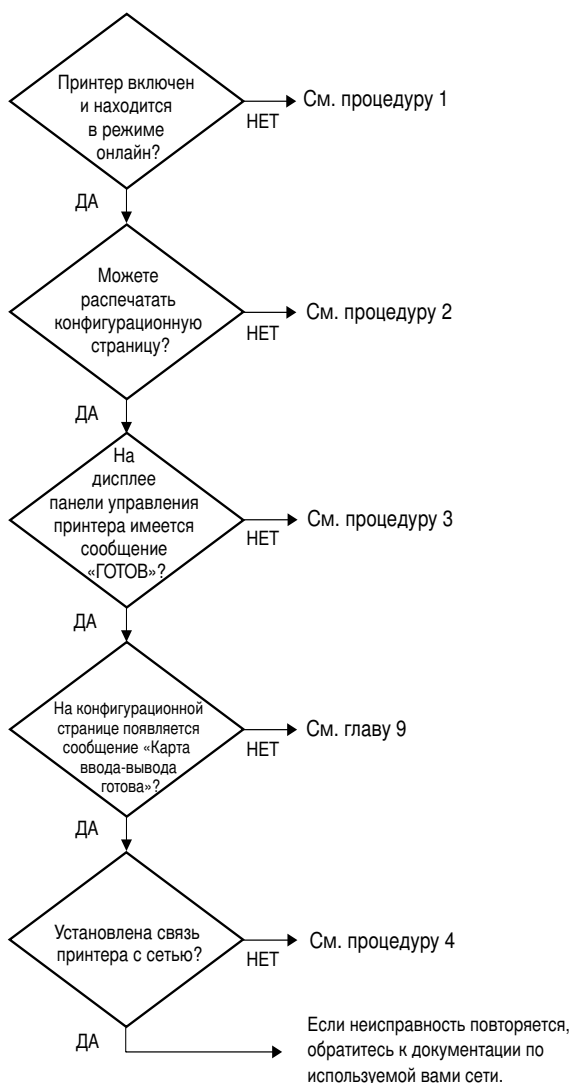 Принтер включен
и находится
в режиме
онлайн?
НЕТ
См. процедуру 1
ДА
Можете
распечатать
конфигурационную
страницу?
НЕТ
См. процедуру 2
ДА
На
дисплее
панели управления
принтера имеется
сообщение
«ГОТОВ»?
НЕТ
См. процедуру 3
ДА
На конфигурационной
странице появляется
сообщение «Карта
ввода-вывода
готова»?
НЕТ
См. главу 9
ДА
Установлена связь
принтера с сетью?
НЕТ
См. процедуру 4
ДА
Если неисправность повторяется,
обратитесь к документации по
используемой вами сети.